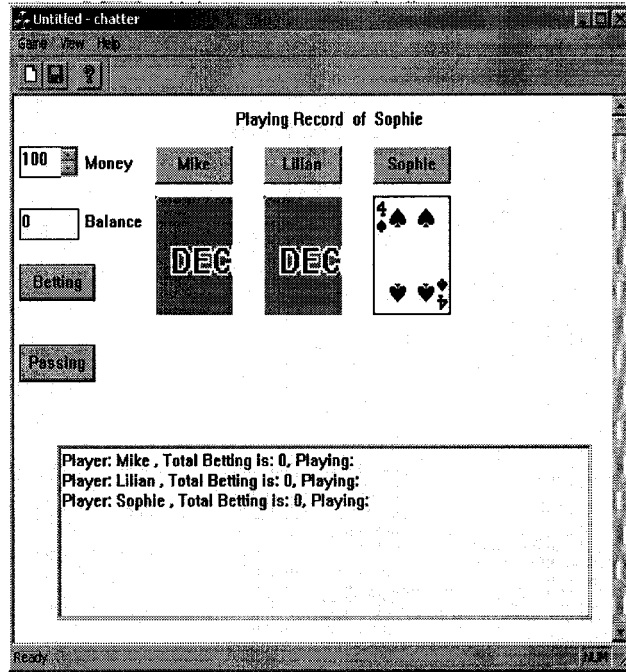 Untitled - chatter
Game View Help
Playing Record of Sophie
100 Money Mike Lilian Sophie
0 Balance
DEC DEC 4
4
Betting
Passing
Player: Mike , Total Betting is: 0, Playing:
Player: Lilian , Total Betting is: 0, Playing:
Player: Sophie , Total Betting is: 0, Playing:
Ready NUM